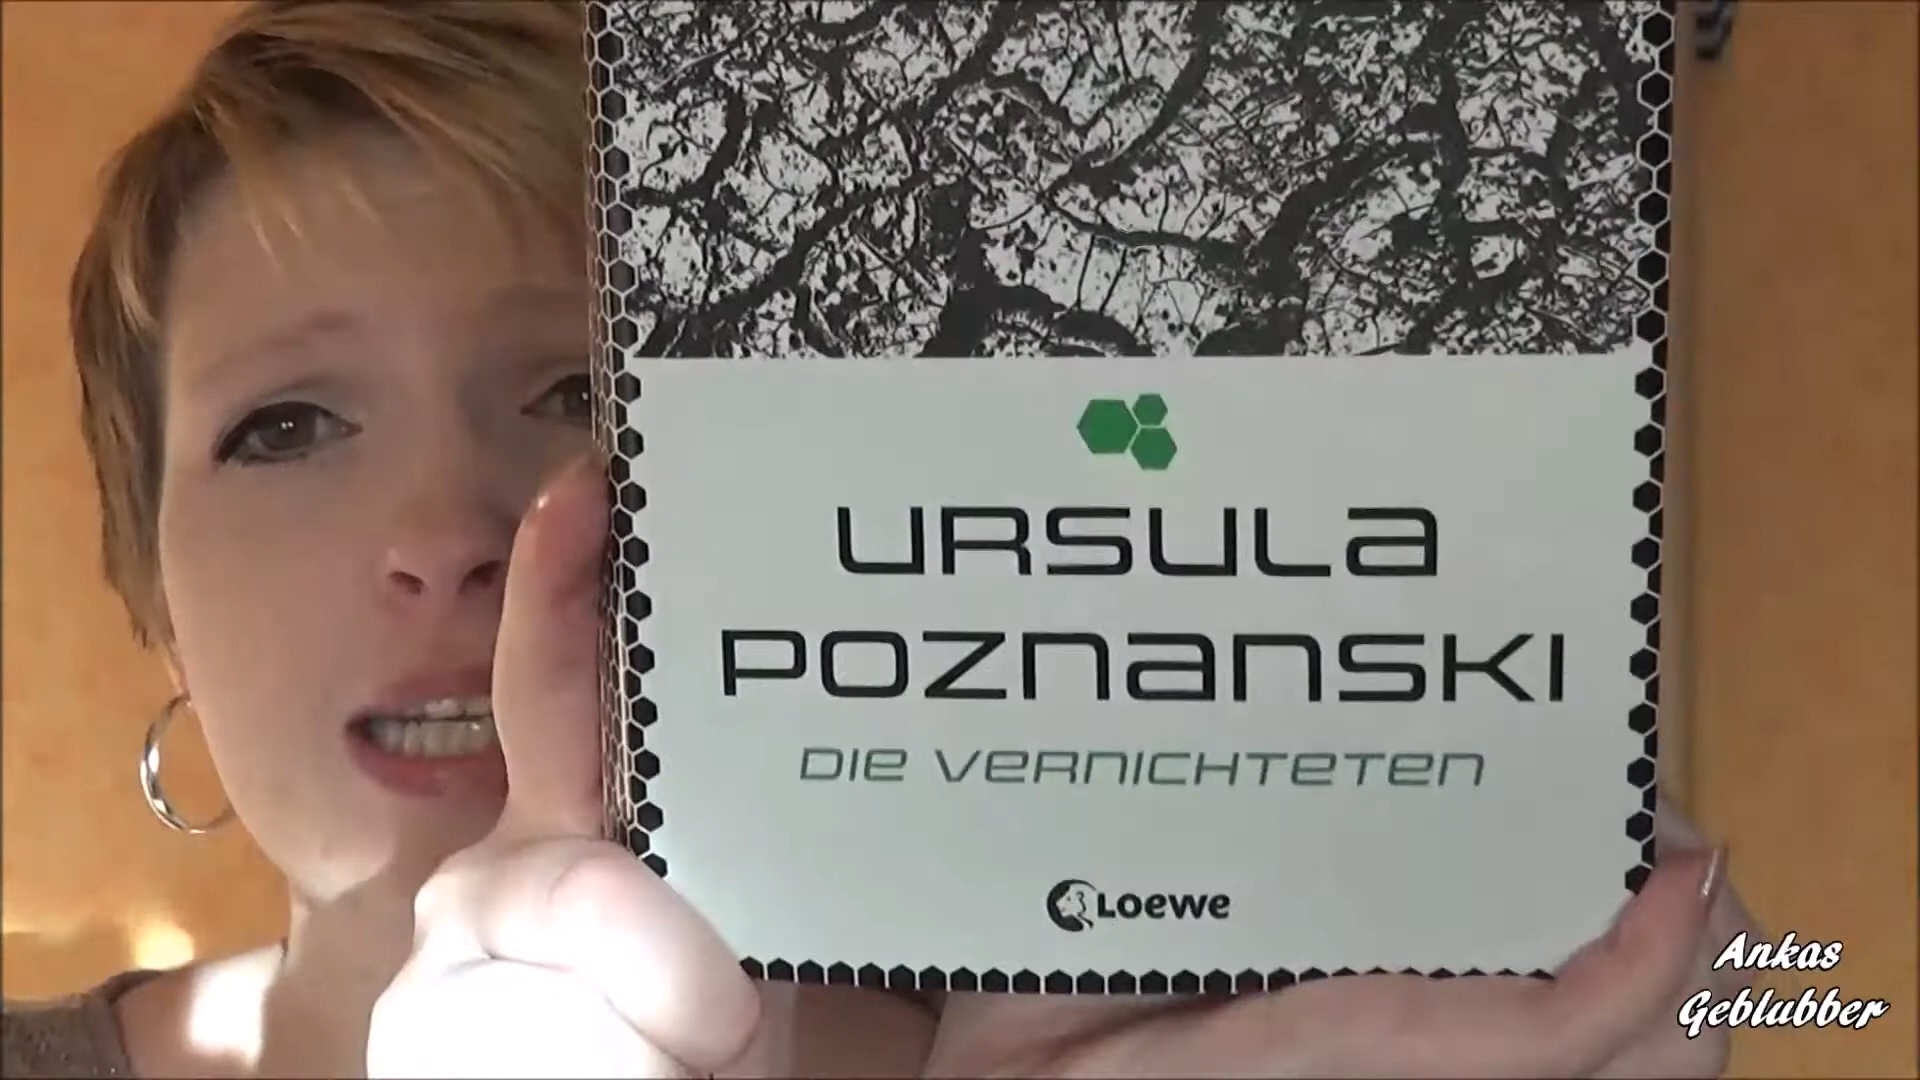 URSULA
POZNANSKI
DIE VERNICHTETEN
Loewe
Ankas
Geblubber